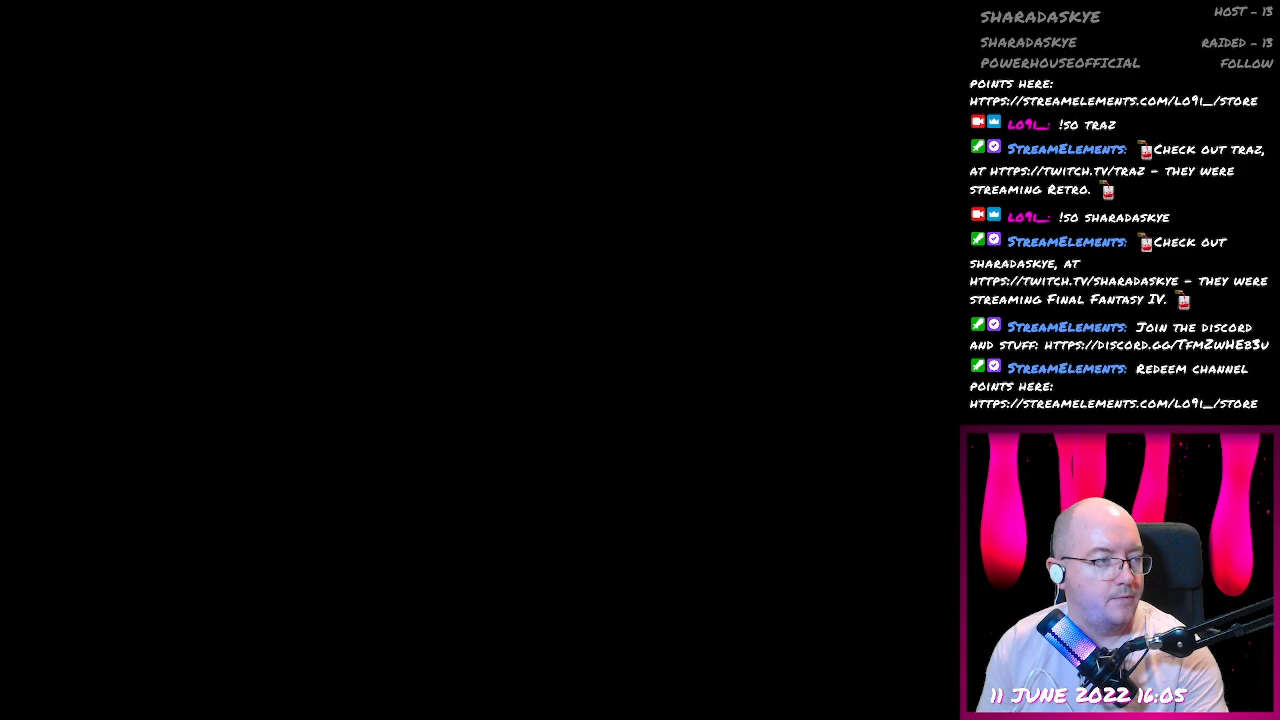 SHARADASKYE HOST - 13
SHARADASKYE RAIDED - 13
POWERHOUSEOFFICIAL FOLLOW
POINTS HERE:
HTTPS://STREAMELEMENTS.COM/LO9I_/STORE
LO9I_: !SO TRAZ
STREAMELEMENTS: CHECK OUT TRAZ,
AT HTTPS://TWITCH.TV/TRAZ - THEY WERE
STREAMING RETRO.
LO9I_: !SO SHARADASKYE
STREAMELEMENTS: CHECK OUT
SHARADASKYE, AT
HTTPS://TWITCH.TV/SHARADASKYE - THEY WERE
STREAMING FINAL FANTASY IV.
STREAMELEMENTS: JOIN THE DISCORD
AND STUFF: HTTPS://DISCORD.GG/TFMZWHE83U
STREAMELEMENTS: REDEEM CHANNEL
POINTS HERE:
HTTPS://STREAMELEMENTS.COM/LO9I_/STORE
11 JUNE 2022 16:05